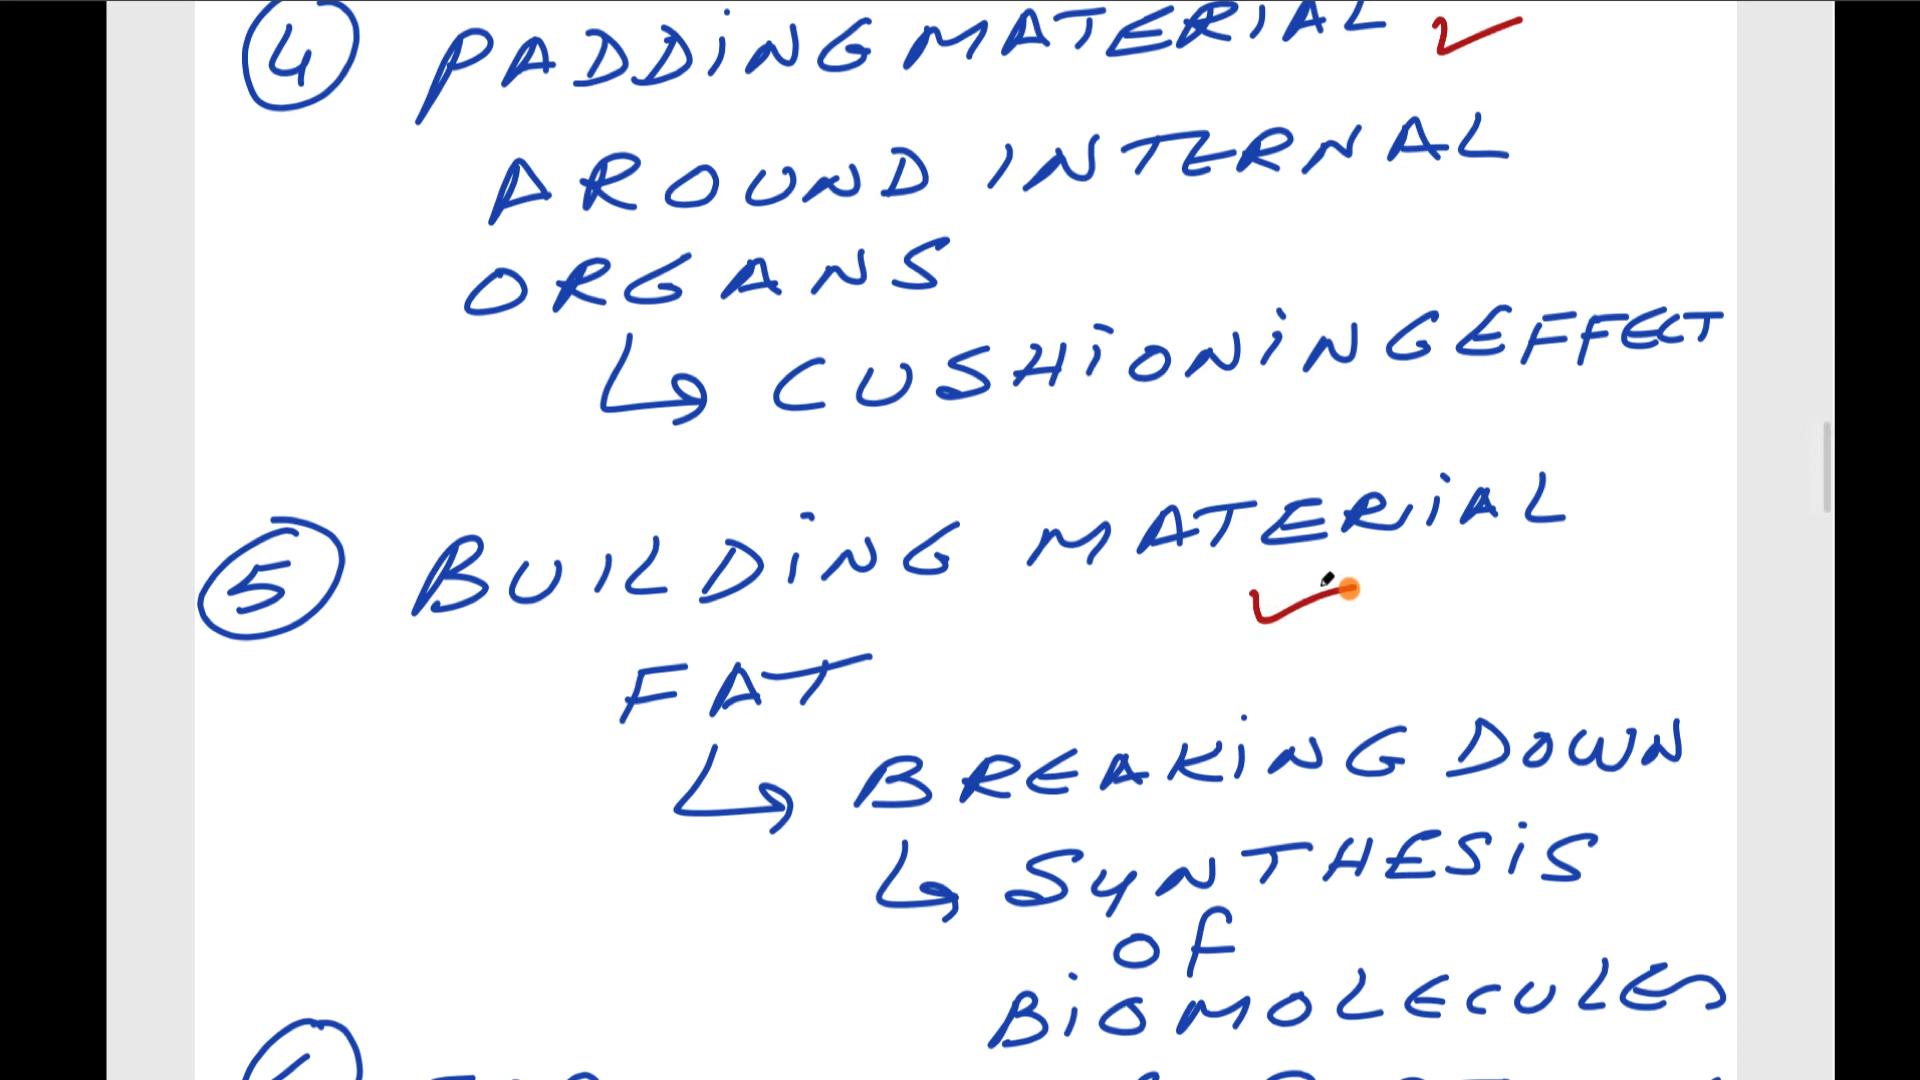 4 PADDING MATERIAL
AROUND INTERNAL
ORGANS
↳ CUSHIONING EFFECT
5 BUILDING MATERIAL
FAT
↳ BREAKING DOWN
↳ SYNTHESIS
of
BIOMOLECULES